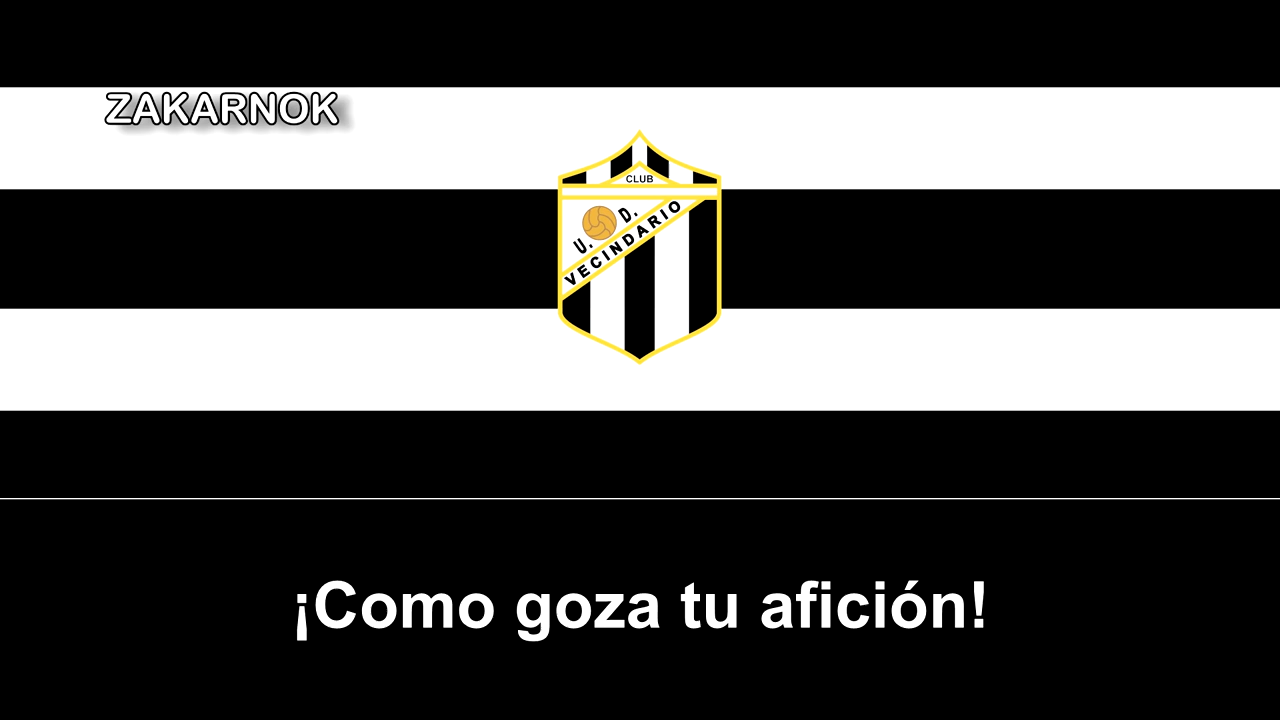 ZAKARNOK
CLUB
U. D.
VECINDARIO
¡Como goza tu afición!